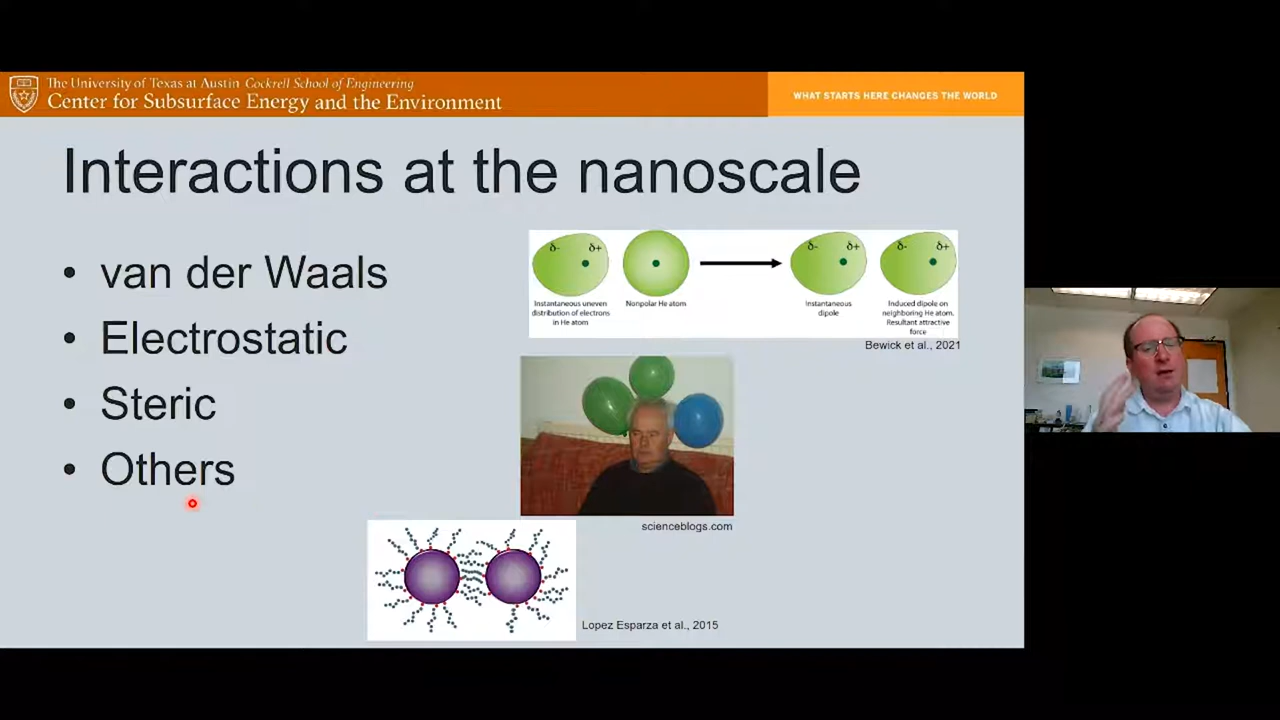 The University of Texas at Austin Cockrell School of Engineering
Center for Subsurface Energy and the Environment
WHAT STARTS HERE CHANGES THE WORLD
Interactions at the nanoscale
• van der Waals
• Electrostatic
• Steric
• Others
δ- δ+
δ- δ+ δ- δ+
Instantaneous uneven
distribution of electrons
in He atom
Nonpolar He atom
Instantaneous
dipole
Induced dipole on
neighboring He atom.
Resultant attractive
force
Bewick et al., 2021
scienceblogs.com
Lopez Esparza et al., 2015